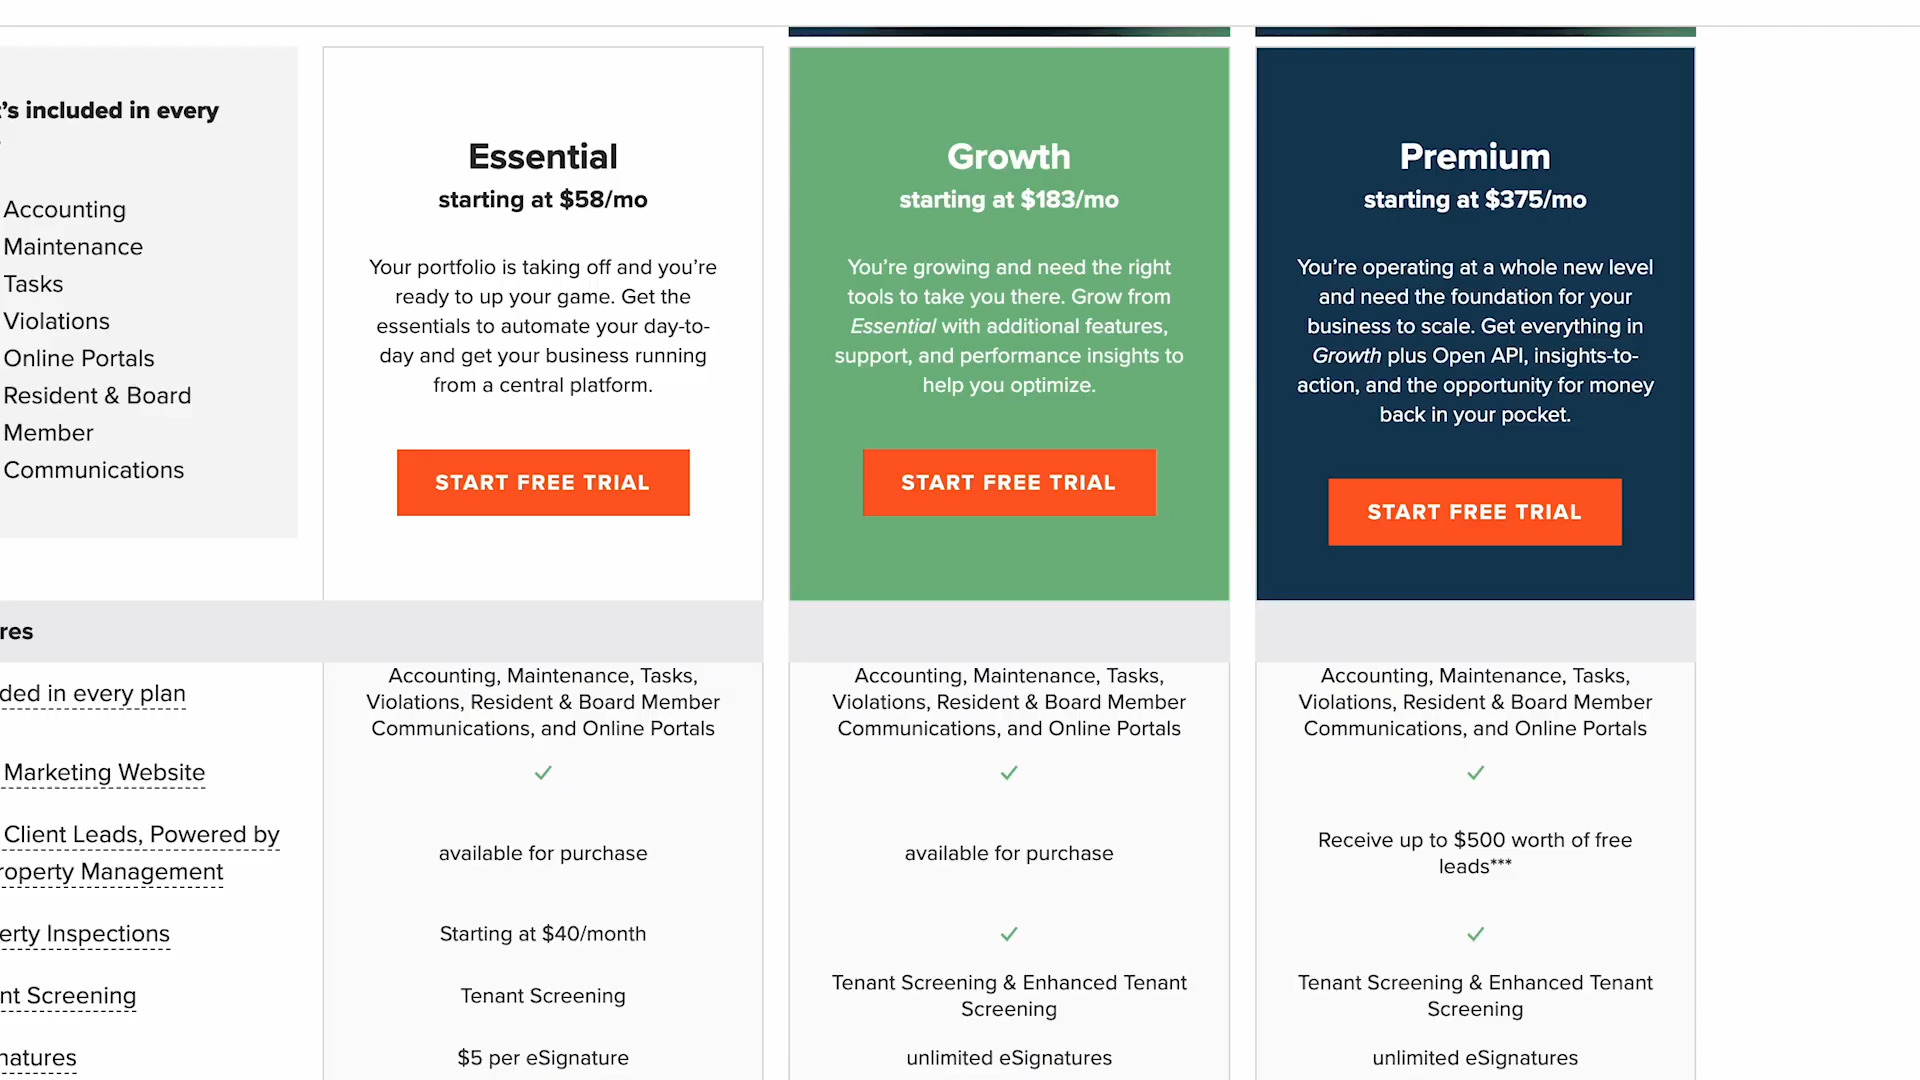 's included in every
Accounting
Maintenance
Tasks
Violations
Online Portals
Resident & Board
Member
Communications
Essential
starting at $58/mo
Your portfolio is taking off and you're
ready to up your game. Get the
essentials to automate your day-to-
day and get your business running
from a central platform.
START FREE TRIAL
Growth
starting at $183/mo
You're growing and need the right
tools to take you there. Grow from
Essential with additional features,
support, and performance insights to
help you optimize.
START FREE TRIAL
Premium
starting at $375/mo
You're operating at a whole new level
and need the foundation for your
business to scale. Get everything in
Growth plus Open API, insights-to-
action, and the opportunity for money
back in your pocket.
START FREE TRIAL
res
ded in every plan
Accounting, Maintenance, Tasks,
Violations, Resident & Board Member
Communications, and Online Portals
Accounting, Maintenance, Tasks,
Violations, Resident & Board Member
Communications, and Online Portals
Accounting, Maintenance, Tasks,
Violations, Resident & Board Member
Communications, and Online Portals
Marketing Website
Client Leads, Powered by
roperty Management
available for purchase
available for purchase
Receive up to $500 worth of free
leads***
erty Inspections
Starting at $40/month
nt Screening
Tenant Screening
Tenant Screening & Enhanced Tenant
Screening
Tenant Screening & Enhanced Tenant
Screening
natures
$5 per eSignature
unlimited eSignatures
unlimited eSignatures